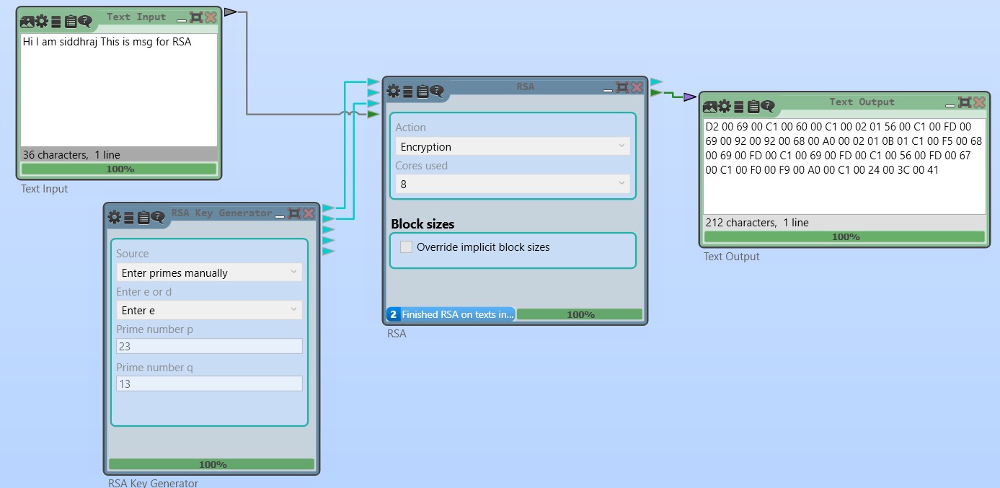 Text Input
Hi I am siddhraj This is msg for RSA
36 characters,  1 line
100%
Text Input
RSA Key Generator
Source
Enter primes manually
Enter e or d
Enter e
Prime number p
23
Prime number q
13
100%
RSA Key Generator
RSA
Action
Encryption
Cores used
8
Block sizes
Override implicit block sizes
2 Finished RSA on texts in...
100%
RSA
Text Output
D2 00 69 00 C1 00 60 00 C1 00 02 01 56 00 C1 00 FD 00
69 00 92 00 92 00 68 00 A0 00 02 01 0B 01 C1 00 F5 00 68
00 69 00 FD 00 C1 00 69 00 FD 00 C1 00 56 00 FD 00 67
00 C1 00 F0 00 F9 00 A0 00 C1 00 24 00 3C 00 41
212 characters,  1 line
100%
Text Output